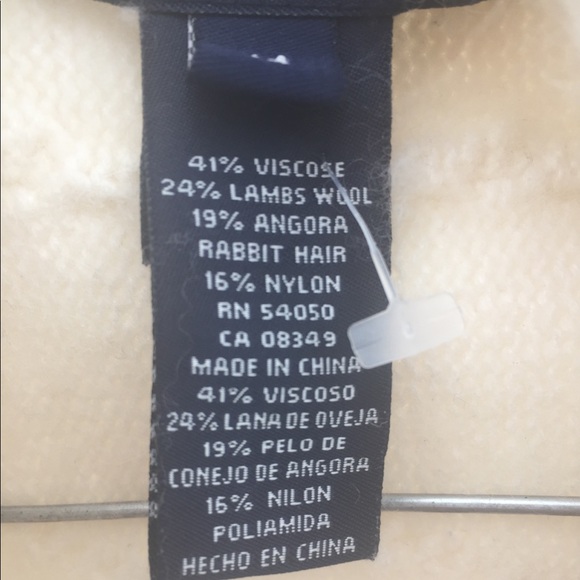 41% VISCOSE
24% LAMBS WOOL
19% ANGORA
RABBIT HAIR
16% NYLON
RN 54050
CA 08349
MADE IN CHINA
41% VISCOSO
24% LANA DE OVEJA
19% PELO DE
CONEJO DE ANGORA
16% NILON
POLIAMIDA
HECHO EN CHINA